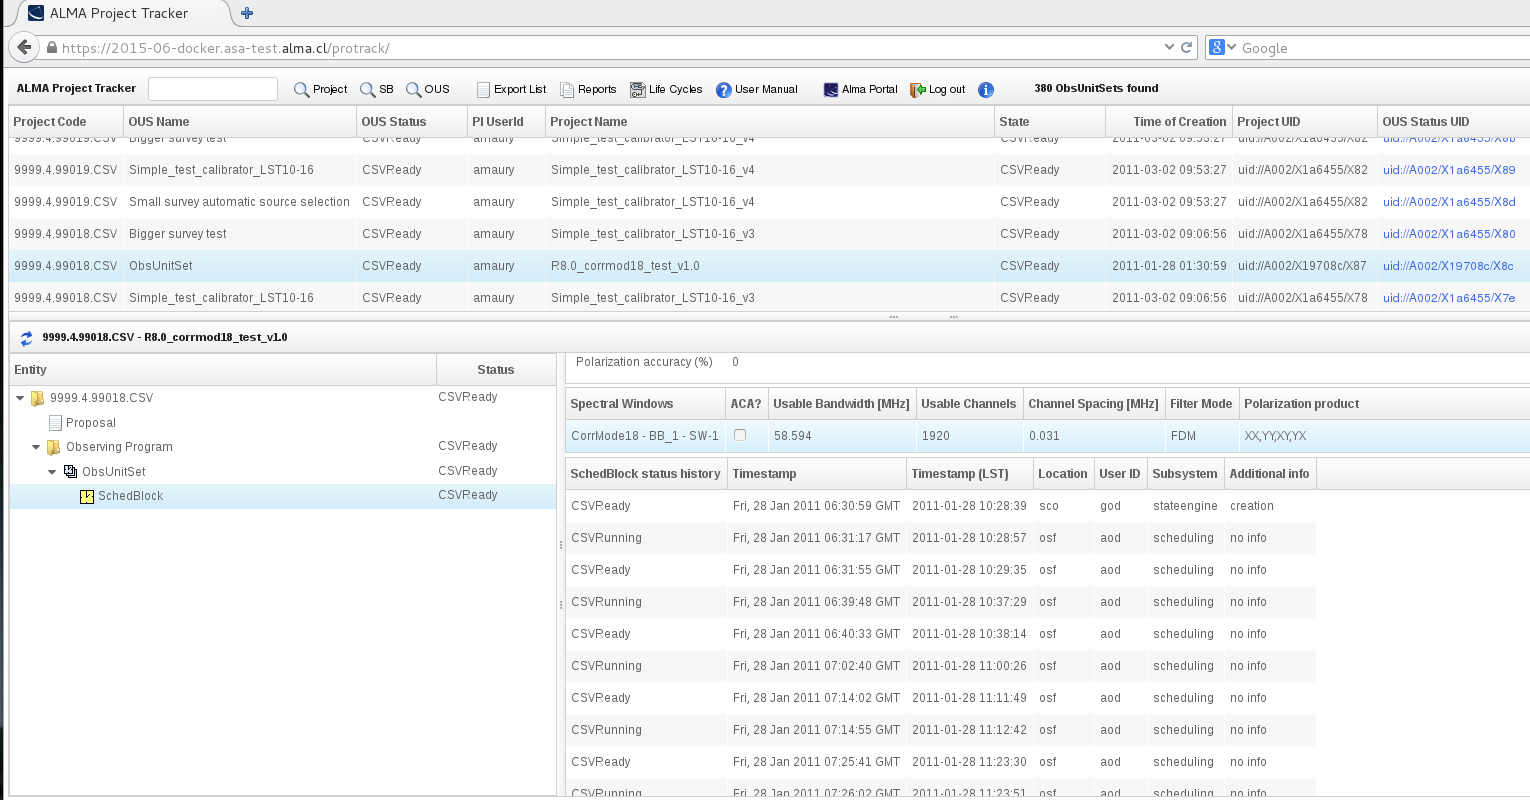 ALMA Project Tracker
https://2015-06-docker.asa-test.alma.cl/protrack/ 8 Google
ALMA Project Tracker Project SB OUS Export List Reports Life Cycles ? User Manual Alma Portal Log out i 380 ObsUnitSets found
Project Code OUS Name OUS Status PI UserId Project Name State Time of Creation Project UID OUS Status UID
9999.4.99019.CSV Bigger survey test CSVReady amaury Simple_test_calibrator_LST10-16_v4 CSVReady 2011-03-02 09:53:27 uid://A002/X1a6455/X82 uid://A002/X1a6455/X8b
9999.4.99019.CSV Simple_test_calibrator_LST10-16 CSVReady amaury Simple_test_calibrator_LST10-16_v4 CSVReady 2011-03-02 09:53:27 uid://A002/X1a6455/X82 uid://A002/X1a6455/X89
9999.4.99019.CSV Small survey automatic source selection CSVReady amaury Simple_test_calibrator_LST10-16_v4 CSVReady 2011-03-02 09:53:27 uid://A002/X1a6455/X82 uid://A002/X1a6455/X8d
9999.4.99018.CSV Bigger survey test CSVReady amaury Simple_test_calibrator_LST10-16_v3 CSVReady 2011-03-02 09:06:56 uid://A002/X1a6455/X78 uid://A002/X1a6455/X80
9999.4.99018.CSV ObsUnitSet CSVReady amaury R8.0_corrmod18_test_v1.0 CSVReady 2011-01-28 01:30:59 uid://A002/X19708c/X87 uid://A002/X19708c/X8c
9999.4.99018.CSV Simple_test_calibrator_LST10-16 CSVReady amaury Simple_test_calibrator_LST10-16_v3 CSVReady 2011-03-02 09:06:56 uid://A002/X1a6455/X78 uid://A002/X1a6455/X7e
9999.4.99018.CSV - R8.0_corrmod18_test_v1.0
Entity Status
9999.4.99018.CSV CSVReady
Proposal
Observing Program CSVReady
ObsUnitSet CSVReady
SchedBlock CSVReady
Polarization accuracy (%) 0
Spectral Windows ACA? Usable Bandwidth [MHz] Usable Channels Channel Spacing [MHz] Filter Mode Polarization product
CorrMode18 - BB_1 - SW-1 58.594 1920 0.031 FDM XX,YY,XY,YX
SchedBlock status history Timestamp Timestamp (LST) Location User ID Subsystem Additional info
CSVReady Fri, 28 Jan 2011 06:30:59 GMT 2011-01-28 10:28:39 sco god stateengine creation
CSVRunning Fri, 28 Jan 2011 06:31:17 GMT 2011-01-28 10:28:57 osf aod scheduling no info
CSVReady Fri, 28 Jan 2011 06:31:55 GMT 2011-01-28 10:29:35 osf aod scheduling no info
CSVRunning Fri, 28 Jan 2011 06:39:48 GMT 2011-01-28 10:37:29 osf aod scheduling no info
CSVReady Fri, 28 Jan 2011 06:40:33 GMT 2011-01-28 10:38:14 osf aod scheduling no info
CSVRunning Fri, 28 Jan 2011 07:02:40 GMT 2011-01-28 11:00:26 osf aod scheduling no info
CSVReady Fri, 28 Jan 2011 07:14:02 GMT 2011-01-28 11:11:49 osf aod scheduling no info
CSVRunning Fri, 28 Jan 2011 07:14:55 GMT 2011-01-28 11:12:42 osf aod scheduling no info
CSVReady Fri, 28 Jan 2011 07:25:41 GMT 2011-01-28 11:23:30 osf aod scheduling no info
CSVRunning Fri, 28 Jan 2011 07:26:02 GMT 2011-01-28 11:23:51 osf aod scheduling no info